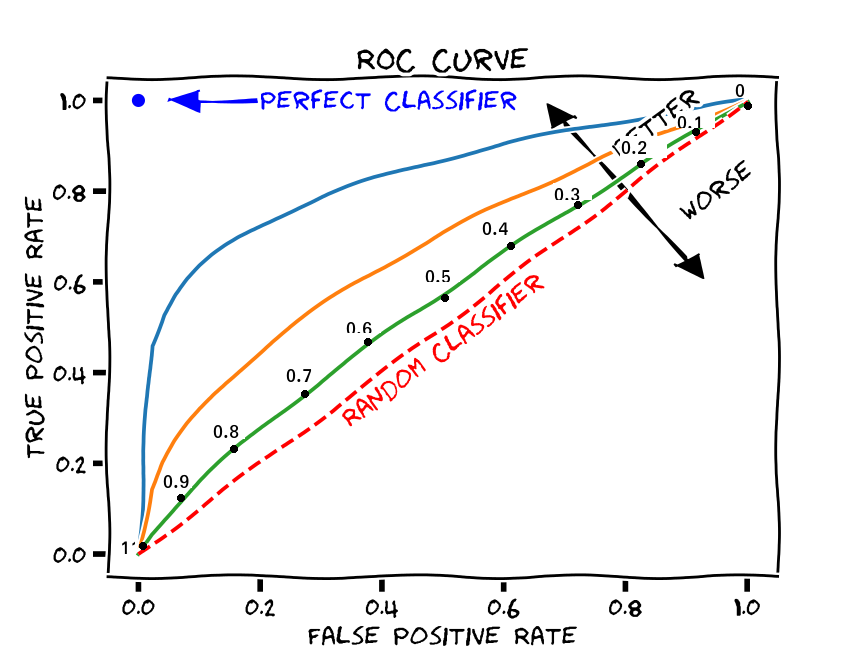 ROC CURVE
1.0
PERFECT CLASSIFIER
0
0.1
0.2
WORSE
0.8
0.3
0.4
TRUE POSITIVE RATE
0.6
0.5
RANDOM CLASSIFIER
0.6
0.4
0.7
0.8
0.2
0.9
0.0
1
0.0 0.2 0.4 0.6 0.8 1.0
FALSE POSITIVE RATE